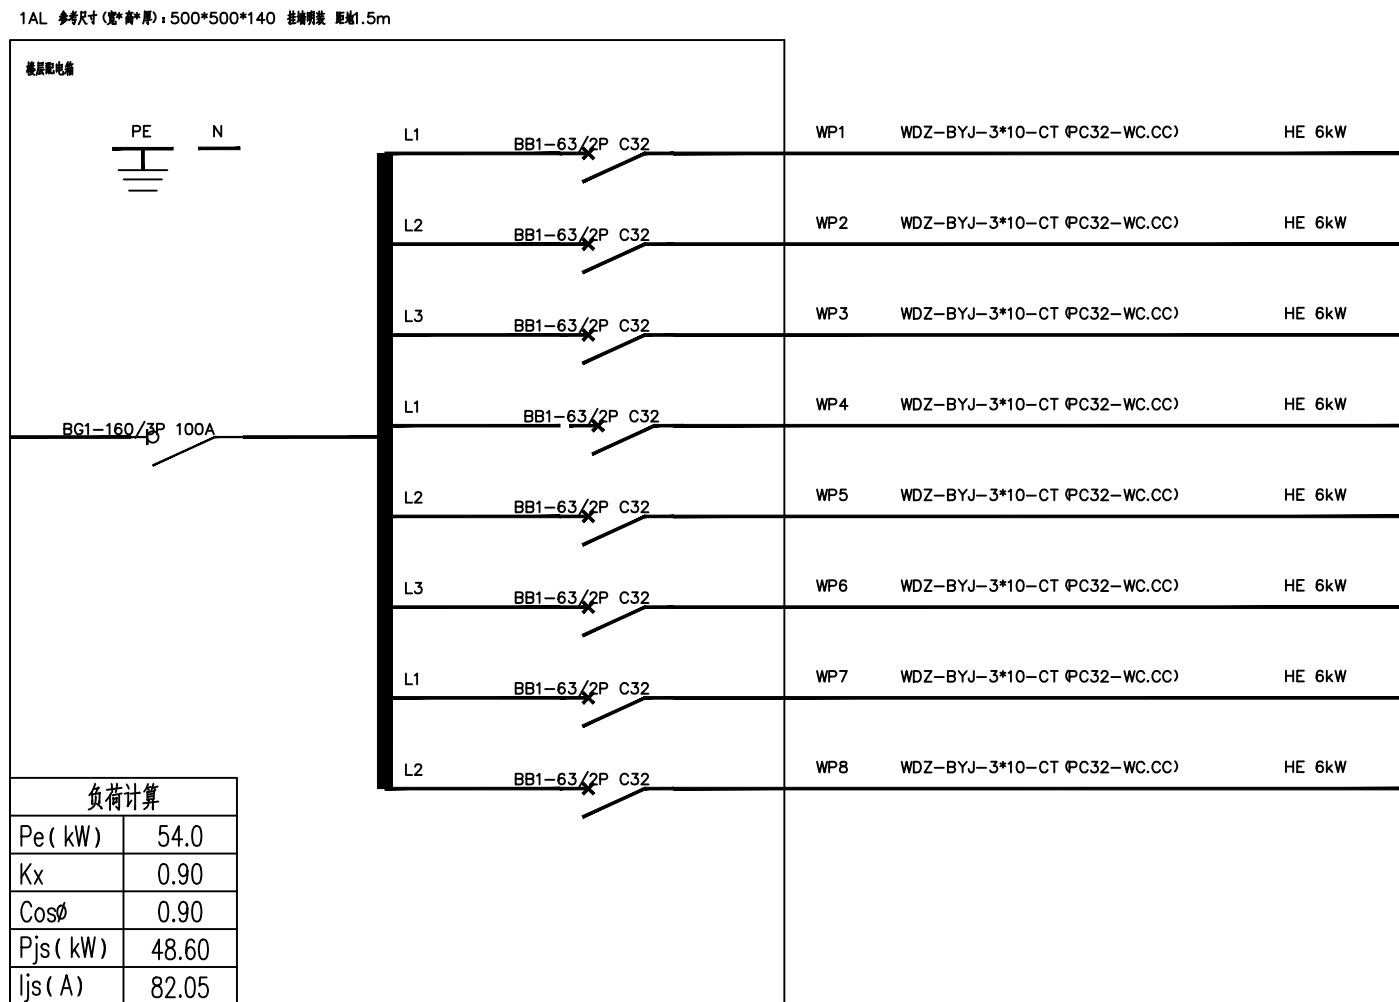 1AL 参考尺寸(宽*高*厚):500*500*140 挂墙明装 距地1.5m
楼层配电箱
PE N
L1 BB1-63/2P C32 WP1 WDZ-BYJ-3*10-CT(PC32-WC.CC) HE 6kW
L2 BB1-63/2P C32 WP2 WDZ-BYJ-3*10-CT(PC32-WC.CC) HE 6kW
L3 BB1-63/2P C32 WP3 WDZ-BYJ-3*10-CT(PC32-WC.CC) HE 6kW
L1 BB1-63/2P C32 WP4 WDZ-BYJ-3*10-CT(PC32-WC.CC) HE 6kW
BG1-160/3P 100A
L2 BB1-63/2P C32 WP5 WDZ-BYJ-3*10-CT(PC32-WC.CC) HE 6kW
L3 BB1-63/2P C32 WP6 WDZ-BYJ-3*10-CT(PC32-WC.CC) HE 6kW
L1 BB1-63/2P C32 WP7 WDZ-BYJ-3*10-CT(PC32-WC.CC) HE 6kW
L2 BB1-63/2P C32 WP8 WDZ-BYJ-3*10-CT(PC32-WC.CC) HE 6kW
负荷计算
Pe(kW) 54.0
Kx 0.90
Cosø 0.90
Pjs(kW) 48.60
Ijs(A) 82.05